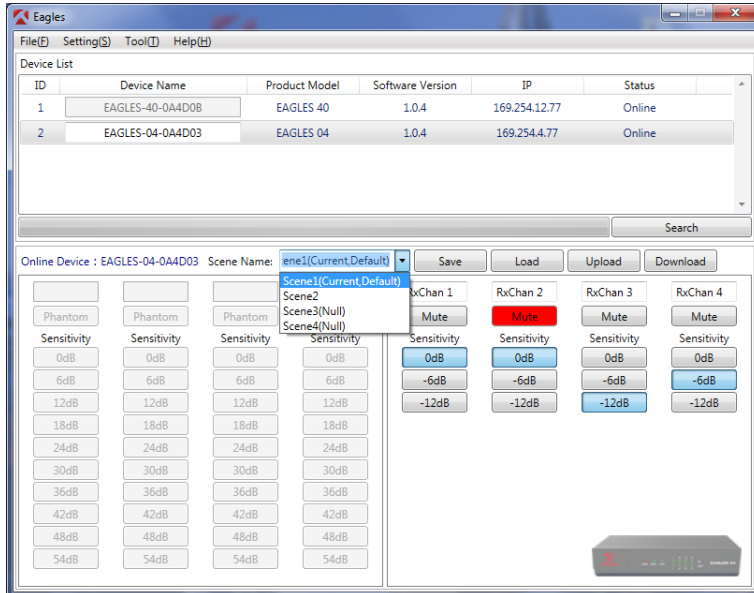 Eagles
File(F) Setting(S) Tool(T) Help(H)
Device List
ID Device Name Product Model Software Version IP Status
1 EAGLES-40-0A4D0B EAGLES 40 1.0.4 169.254.12.77 Online
2 EAGLES-04-0A4D03 EAGLES 04 1.0.4 169.254.4.77 Online
Search
Online Device : EAGLES-04-0A4D03 Scene Name: ene1(Current,Default) Save Load Upload Download
Scene1(Current,Default)
Scene2
Scene3(Null)
Scene4(Null)
RxChan 1 RxChan 2 RxChan 3 RxChan 4
Phantom Phantom Phantom Mute Mute Mute Mute
Sensitivity Sensitivity Sensitivity Sensitivity Sensitivity Sensitivity Sensitivity Sensitivity
0dB 0dB 0dB 0dB 0dB 0dB 0dB 0dB
6dB 6dB 6dB 6dB -6dB -6dB -6dB -6dB
12dB 12dB 12dB 12dB -12dB -12dB -12dB -12dB
18dB 18dB 18dB 18dB
24dB 24dB 24dB 24dB
30dB 30dB 30dB 30dB
36dB 36dB 36dB 36dB
42dB 42dB 42dB 42dB
48dB 48dB 48dB 48dB
54dB 54dB 54dB 54dB